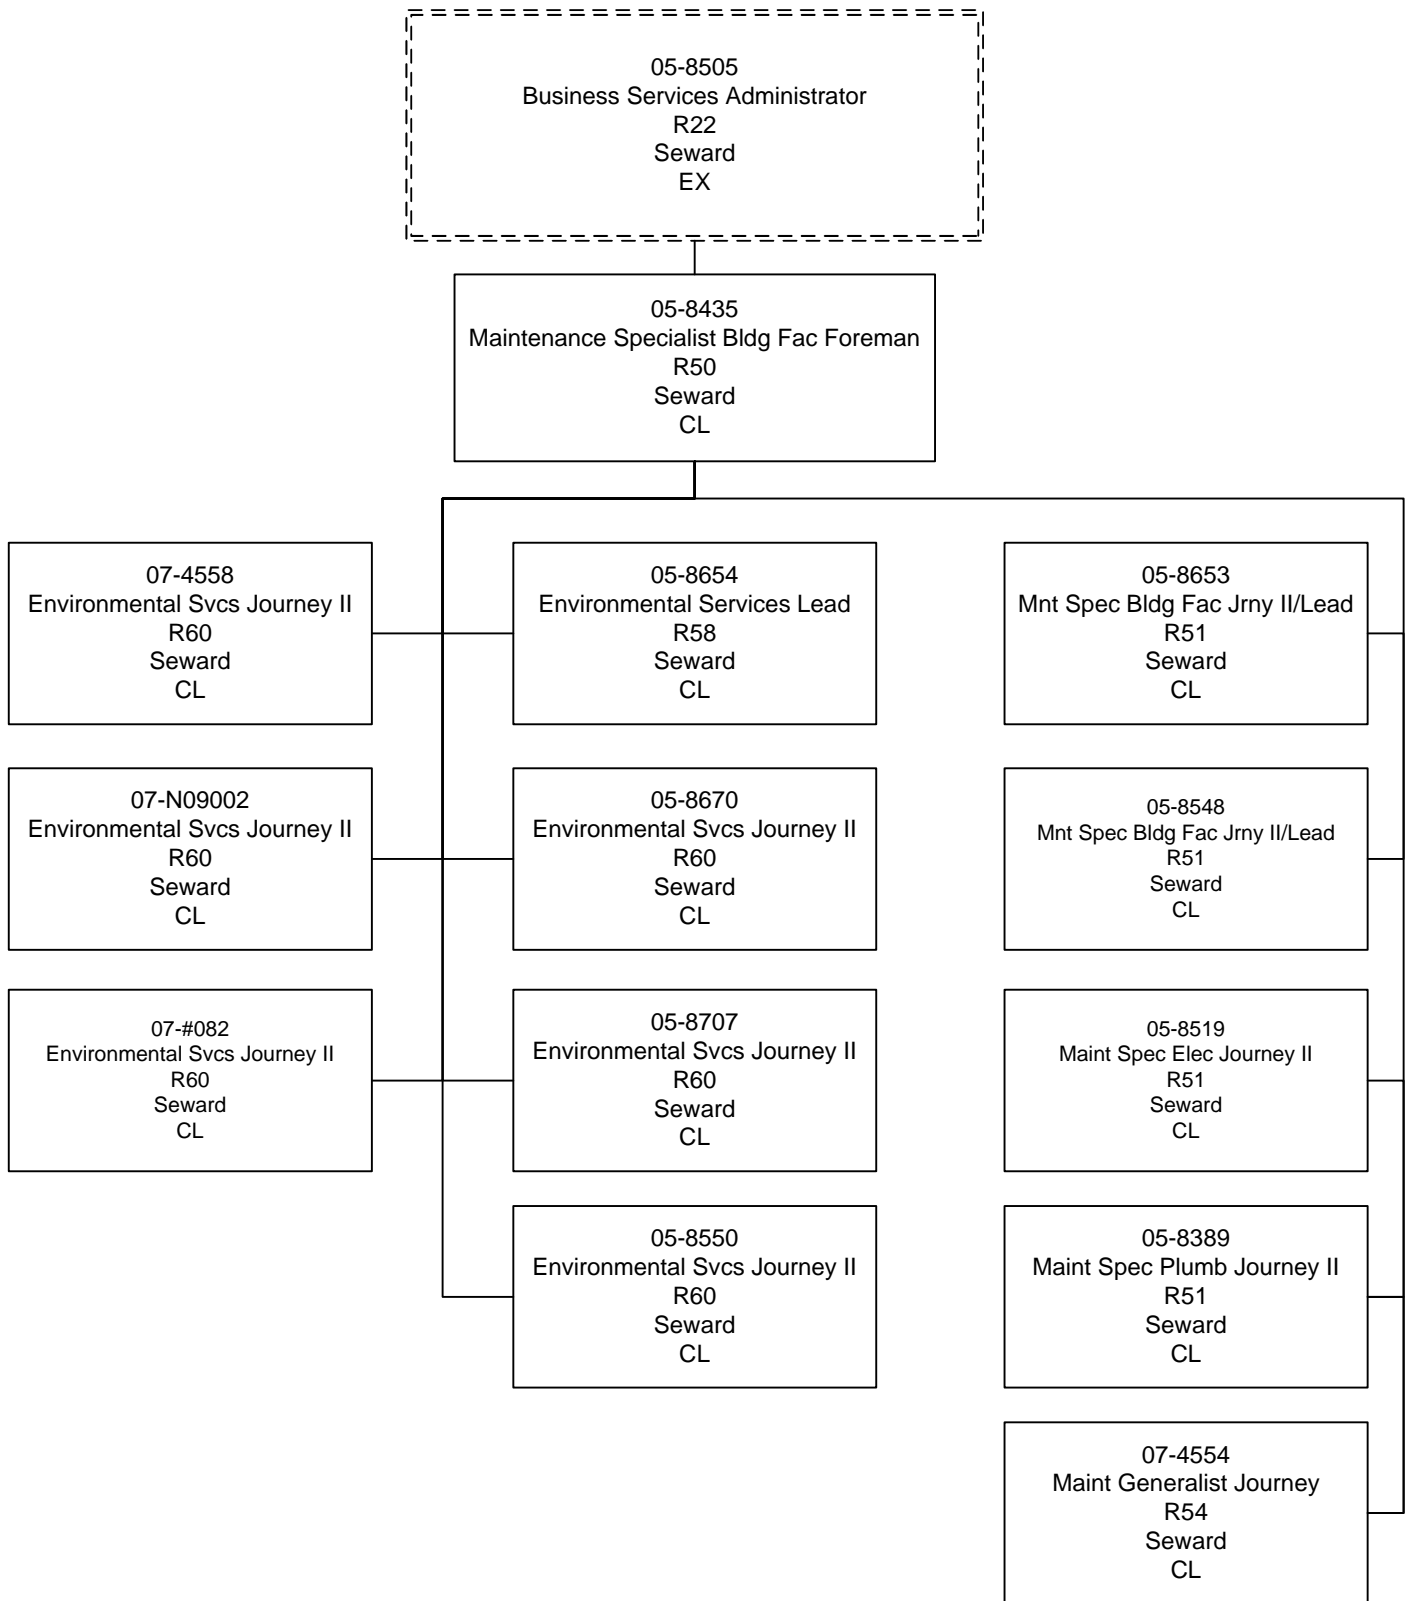 05-8505
Business Services Administrator
R22
Seward
EX
05-8435
Maintenance Specialist Bldg Fac Foreman
R50
Seward
CL
07-4558
Environmental Svcs Journey II
R60
Seward
CL
05-8654
Environmental Services Lead
R58
Seward
CL
05-8653
Mnt Spec Bldg Fac Jrny II/Lead
R51
Seward
CL
07-N09002
Environmental Svcs Journey II
R60
Seward
CL
05-8670
Environmental Svcs Journey II
R60
Seward
CL
05-8548
Mnt Spec Bldg Fac Jrny II/Lead
R51
Seward
CL
07-#082
Environmental Svcs Journey II
R60
Seward
CL
05-8707
Environmental Svcs Journey II
R60
Seward
CL
05-8519
Maint Spec Elec Journey II
R51
Seward
CL
05-8550
Environmental Svcs Journey II
R60
Seward
CL
05-8389
Maint Spec Plumb Journey II
R51
Seward
CL
07-4554
Maint Generalist Journey
R54
Seward
CL